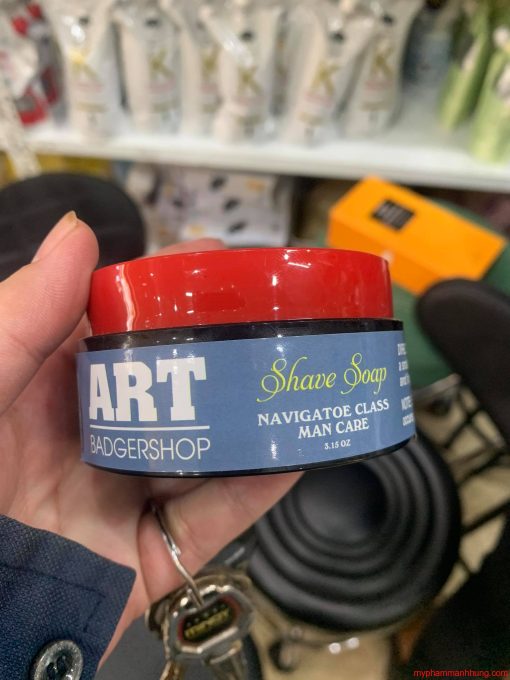 K
K
K
ART
BADGERSHOP
Shave Soap
NAVIGATOE CLASS
MAN CARE
3.15 OZ
myphammanhhung.com